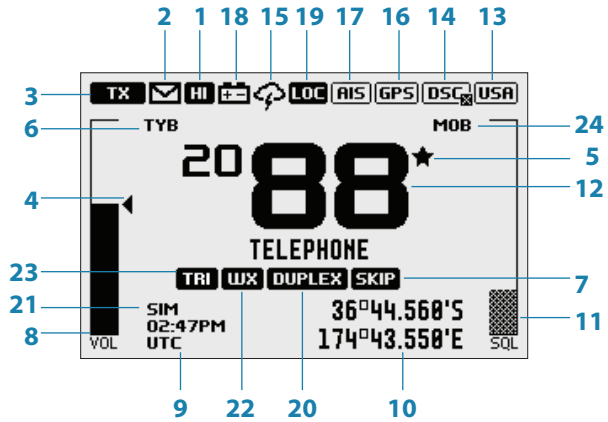 2 1 18 15 19 17 16 14 13
3 TX HI LOC AIS GPS DSC USA
6 TYB MOB 24
5
20 88 12
4
TELEPHONE
23 TRI WX DUPLEX SKIP 7
21 SIM 36°44.560'S
02:47PM 11
8 VOL UTC 174°43.550'E SQL
9 22 20 10